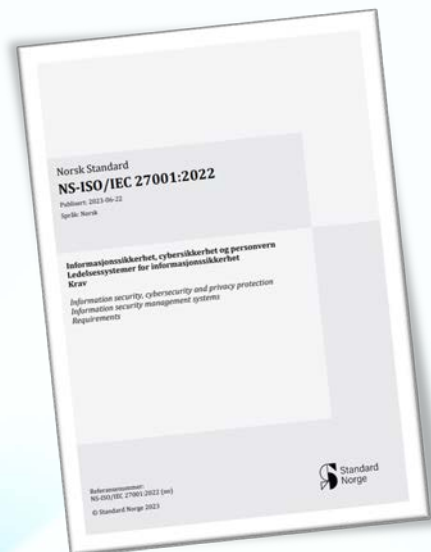 Norsk Standard
NS-ISO/IEC 27001:2022
Publisert: 2023-06-22
Språk: Norsk
Informasjonssikkerhet, cybersikkerhet og personvern
Ledelsessystemer for informasjonssikkerhet
Krav
Information security, cybersecurity and privacy protection
Information security management systems
Requirements
Referansenummer:
NS-ISO/IEC 27001:2022 (no)
© Standard Norge 2023
Standard
Norge